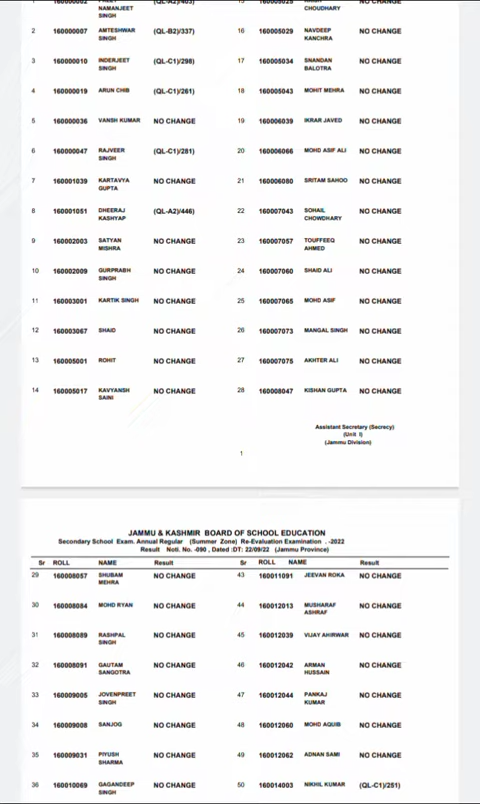 NAMANJEET CHOUDHARY
SINGH
2 160000007 AMTESHWAR (QL-B2)/337) 16 160005029 NAVDEEP NO CHANGE
SINGH KANCHRA
3 160000010 INDERJEET (QL-C1)/298) 17 160005034 SNANDAN NO CHANGE
SINGH BALOTRA
4 160000019 ARUN CHIB (QL-C1)/261) 18 160005043 MOHIT MEHRA NO CHANGE
5 160000036 VANSH KUMAR NO CHANGE 19 160006039 IKRAR JAVED NO CHANGE
6 160000047 RAJVEER (QL-C1)/281) 20 160006066 MOHD ASIF ALI NO CHANGE
SINGH
7 160001039 KARTAVYA NO CHANGE 21 160006080 SRITAM SAHOO NO CHANGE
GUPTA
8 160001051 DHEERAJ (QL-A2)/446) 22 160007043 SOHAIL NO CHANGE
KASHYAP CHOWDHARY
9 160002003 SATYAN NO CHANGE 23 160007057 TOUFFEEQ NO CHANGE
MISHRA AHMED
10 160002009 GURPRABH NO CHANGE 24 160007060 SHAID ALI NO CHANGE
SINGH
11 160003001 KARTIK SINGH NO CHANGE 25 160007065 MOHD ASIF NO CHANGE
12 160003067 SHAID NO CHANGE 26 160007073 MANGAL SINGH NO CHANGE
13 160005001 ROHIT NO CHANGE 27 160007075 AKHTER ALI NO CHANGE
14 160005017 KAVYANSH NO CHANGE 28 160008047 KISHAN GUPTA NO CHANGE
SAINI
Assistant Secretary (Secrecy)
(Unit I)
(Jammu Division)
1
JAMMU & KASHMIR BOARD OF SCHOOL EDUCATION
Secondary School Exam. Annual Regular (Summer Zone) Re-Evaluation Examination . -2022
Result Noti. No. -090 , Dated :DT: 22/09/22 (Jammu Province)
Sr ROLL NAME Result Sr ROLL NAME Result
29 160008057 SHUBAM NO CHANGE 43 160011091 JEEVAN ROKA NO CHANGE
MEHRA
30 160008084 MOHD RYAN NO CHANGE 44 160012013 MUSHARAF NO CHANGE
ASHRAF
31 160008089 RASHPAL NO CHANGE 45 160012039 VIJAY AHIRWAR NO CHANGE
SINGH
32 160008091 GAUTAM NO CHANGE 46 160012042 ARMAN NO CHANGE
SANGOTRA HUSSAIN
33 160009005 JOVENPREET NO CHANGE 47 160012044 PANKAJ NO CHANGE
SINGH KUMAR
34 160009008 SANJOG NO CHANGE 48 160012060 MOHD AQUIB NO CHANGE
35 160009031 PIYUSH NO CHANGE 49 160012062 ADNAN SAMI NO CHANGE
SHARMA
36 160010069 GAGANDEEP NO CHANGE 50 160014003 NIKHIL KUMAR (QL-C1)/251)
SINGH